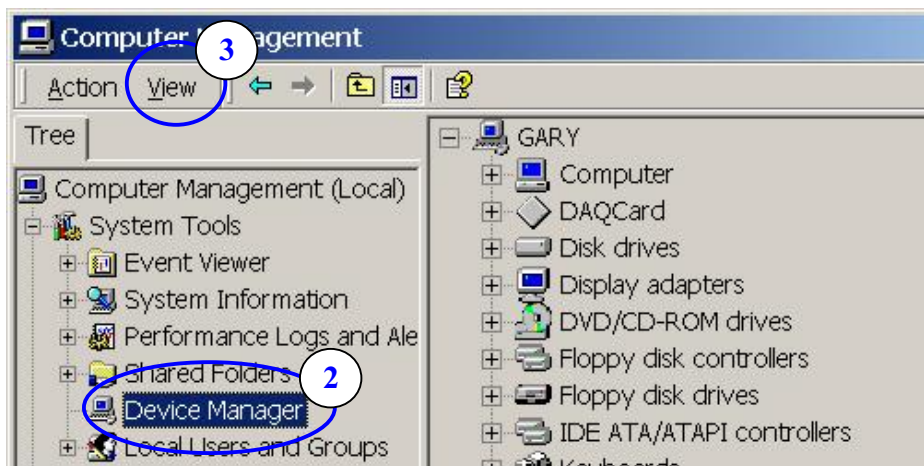 Computer Management
3
Action View
Tree
Computer Management (Local)
System Tools
Event Viewer
System Information
Performance Logs and Ale
Shared Folders
2
Device Manager
Local Users and Groups
GARY
Computer
DAQCard
Disk drives
Display adapters
DVD/CD-ROM drives
Floppy disk controllers
Floppy disk drives
IDE ATA/ATAPI controllers
Keyboards